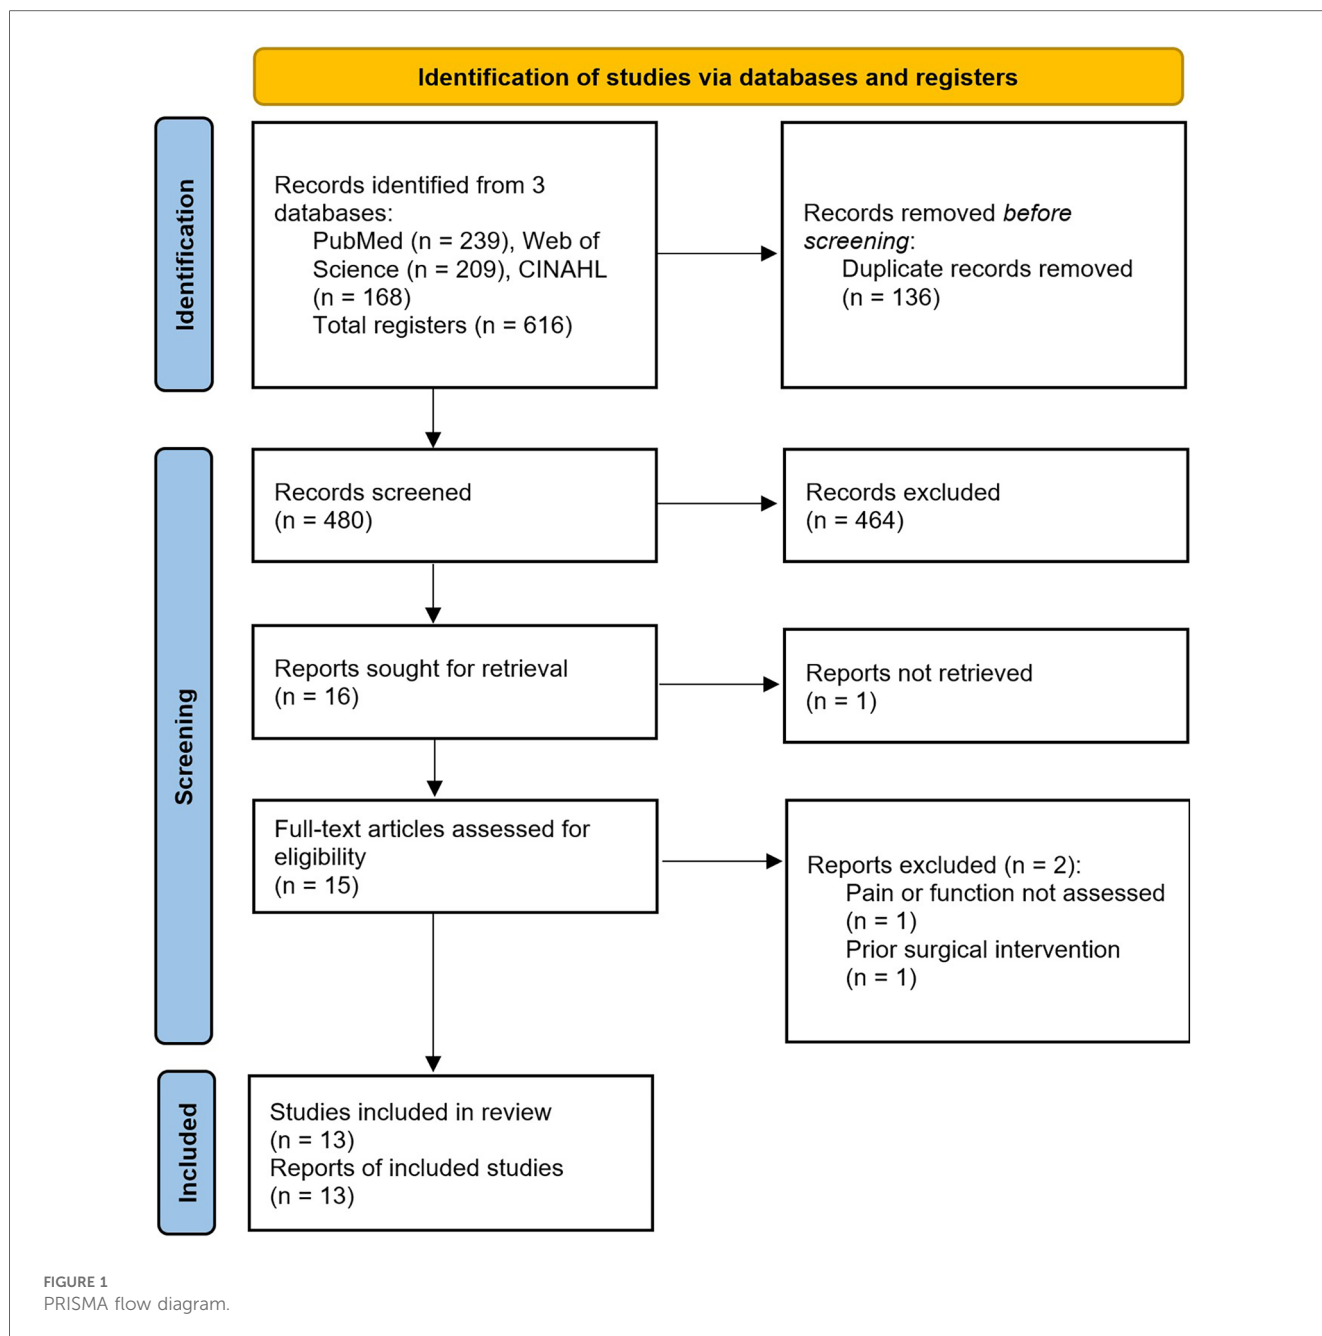 Identification of studies via databases and registers
Identification
Records identified from 3
databases:
PubMed (n = 239), Web of
Science (n = 209), CINAHL
(n = 168)
Total registers (n = 616)
Records removed before
screening:
Duplicate records removed
(n = 136)
Screening
Records screened
(n = 480)
Records excluded
(n = 464)
Reports sought for retrieval
(n = 16)
Reports not retrieved
(n = 1)
Full-text articles assessed for
eligibility
(n = 15)
Reports excluded (n = 2):
Pain or function not assessed
(n = 1)
Prior surgical intervention
(n = 1)
Included
Studies included in review
(n = 13)
Reports of included studies
(n = 13)
FIGURE 1
PRISMA flow diagram.